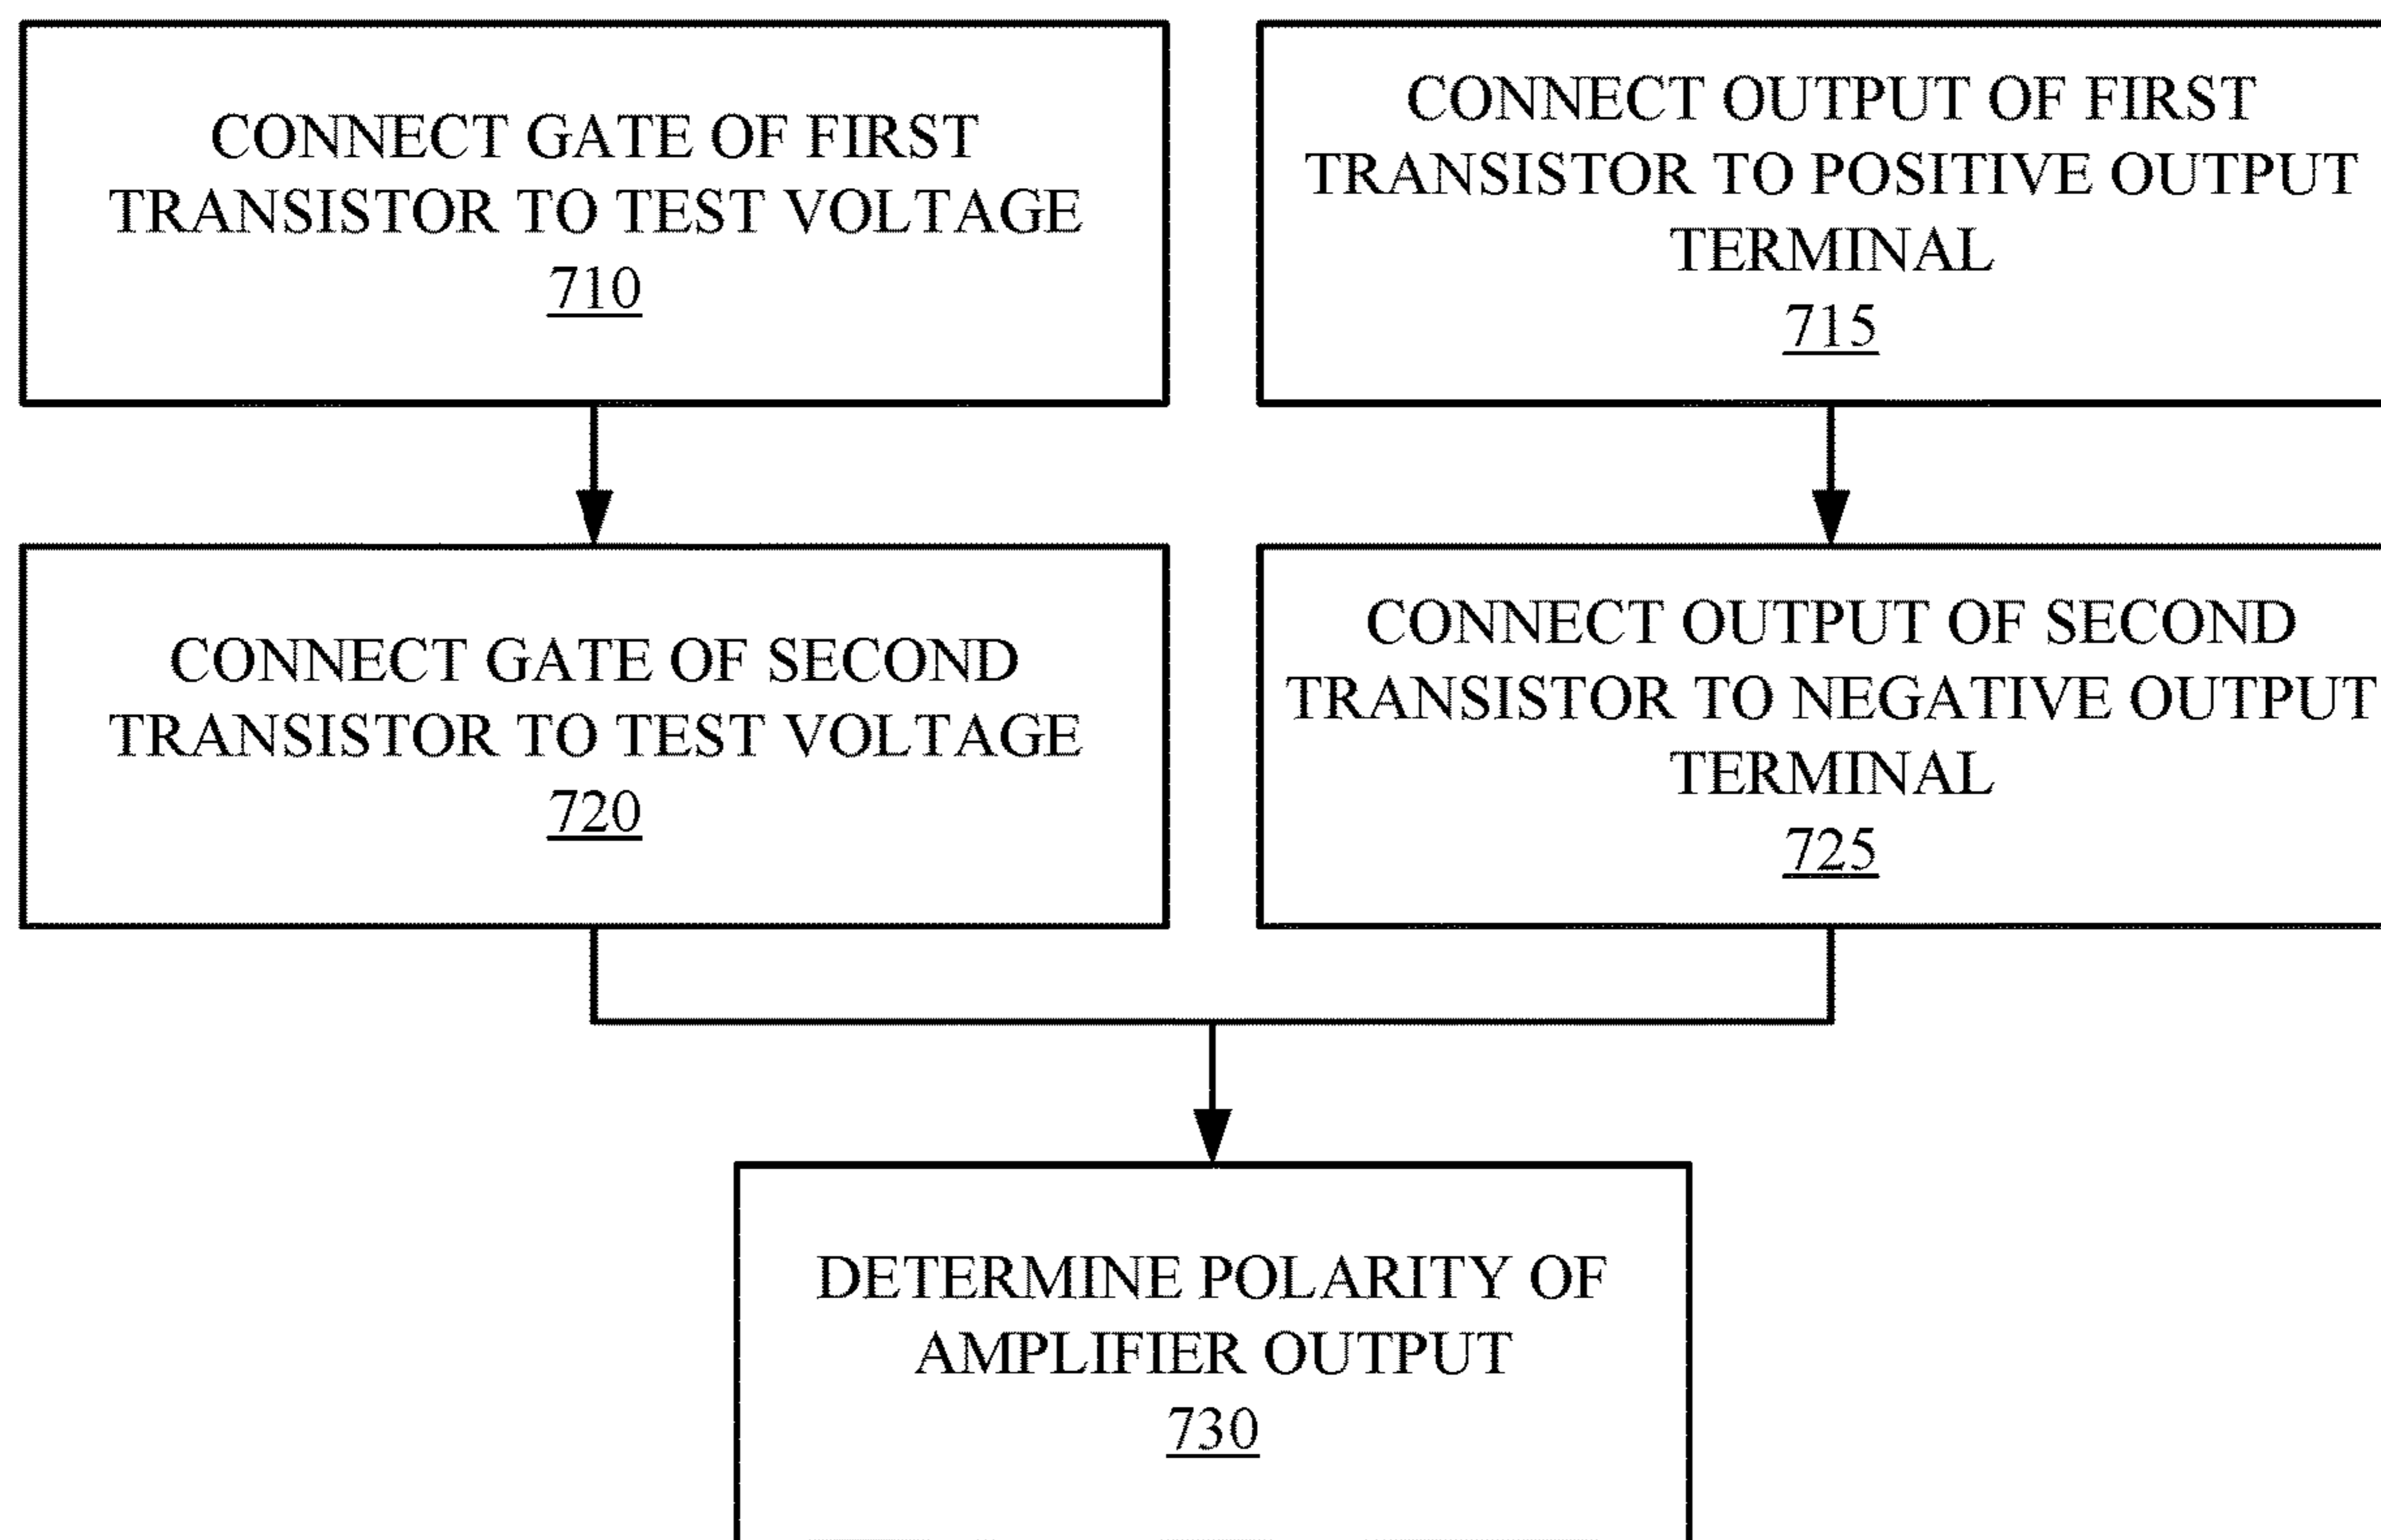 CONNECT GATE OF FIRST
TRANSISTOR TO TEST VOLTAGE
710
CONNECT OUTPUT OF FIRST
TRANSISTOR TO POSITIVE OUTPUT
TERMINAL
715
CONNECT GATE OF SECOND
TRANSISTOR TO TEST VOLTAGE
720
CONNECT OUTPUT OF SECOND
TRANSISTOR TO NEGATIVE OUTPUT
TERMINAL
725
DETERMINE POLARITY OF
AMPLIFIER OUTPUT
730